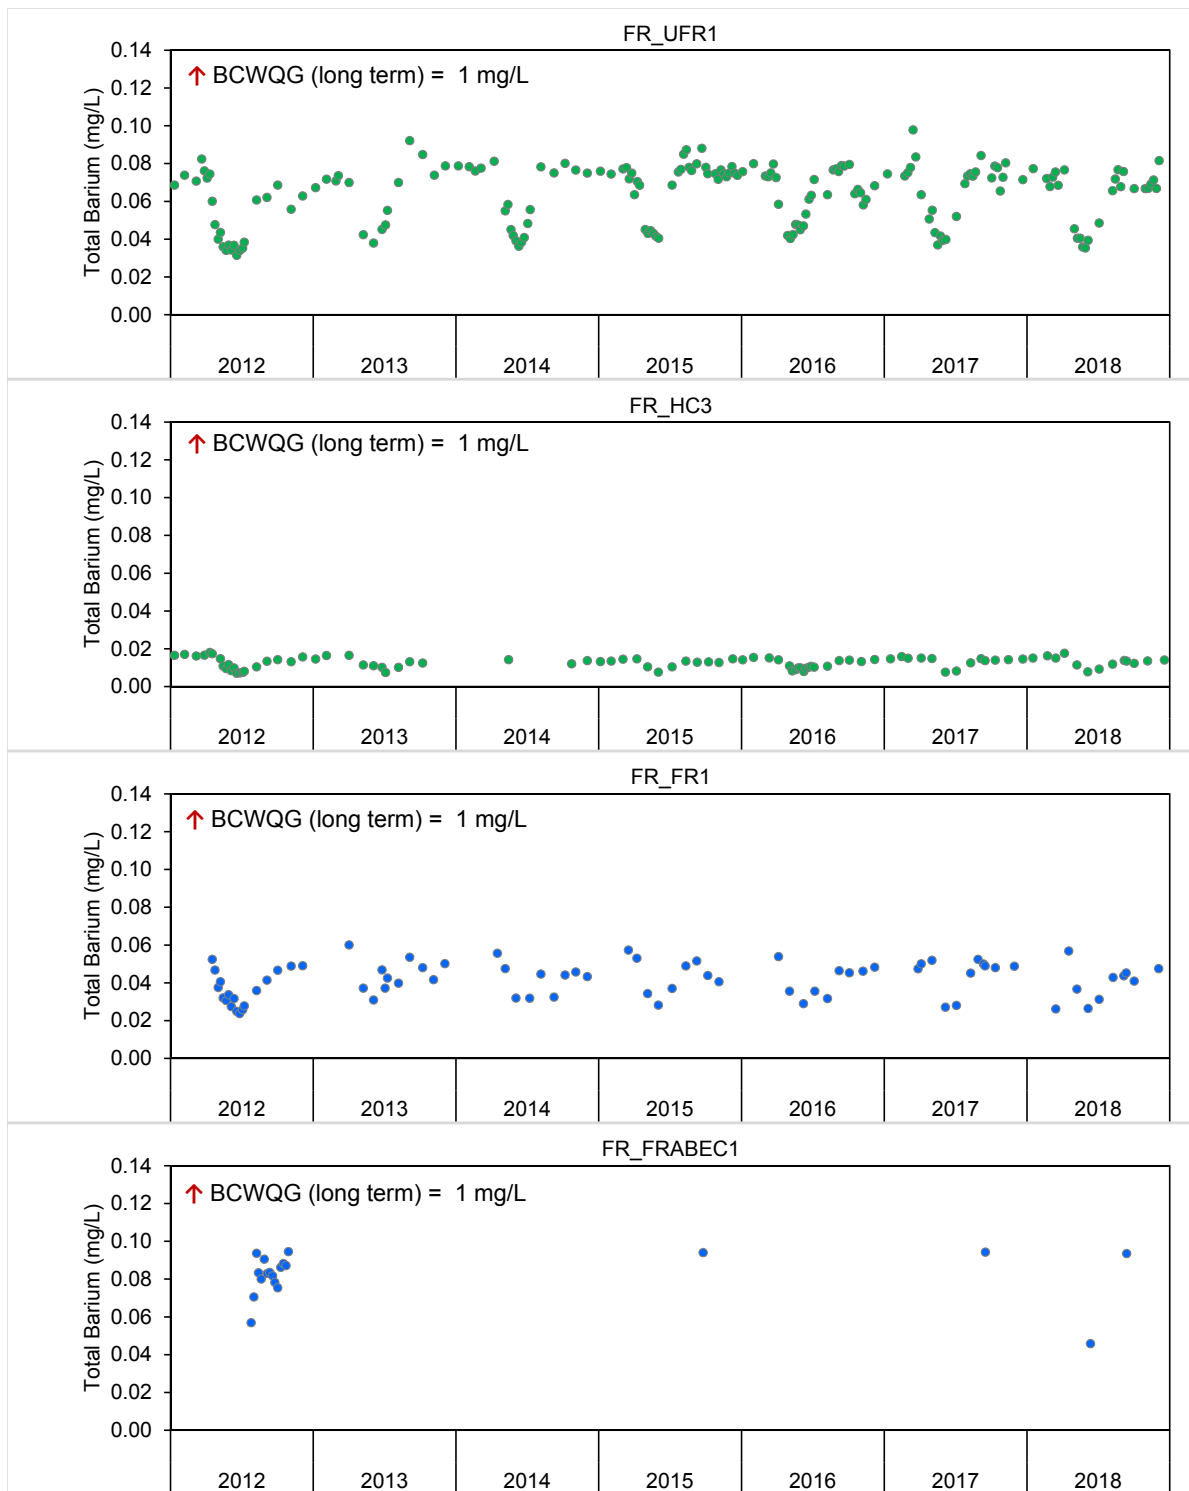 FR_UFR1
↑ BCWQG (long term) = 1 mg/L
Total Barium (mg/L)
0.14
0.12
0.10
0.08
0.06
0.04
0.02
0.00
2012 2013 2014 2015 2016 2017 2018
FR_HC3
↑ BCWQG (long term) = 1 mg/L
Total Barium (mg/L)
0.14
0.12
0.10
0.08
0.06
0.04
0.02
0.00
2012 2013 2014 2015 2016 2017 2018
FR_FR1
↑ BCWQG (long term) = 1 mg/L
Total Barium (mg/L)
0.14
0.12
0.10
0.08
0.06
0.04
0.02
0.00
2012 2013 2014 2015 2016 2017 2018
FR_FRABEC1
↑ BCWQG (long term) = 1 mg/L
Total Barium (mg/L)
0.14
0.12
0.10
0.08
0.06
0.04
0.02
0.00
2012 2013 2014 2015 2016 2017 2018